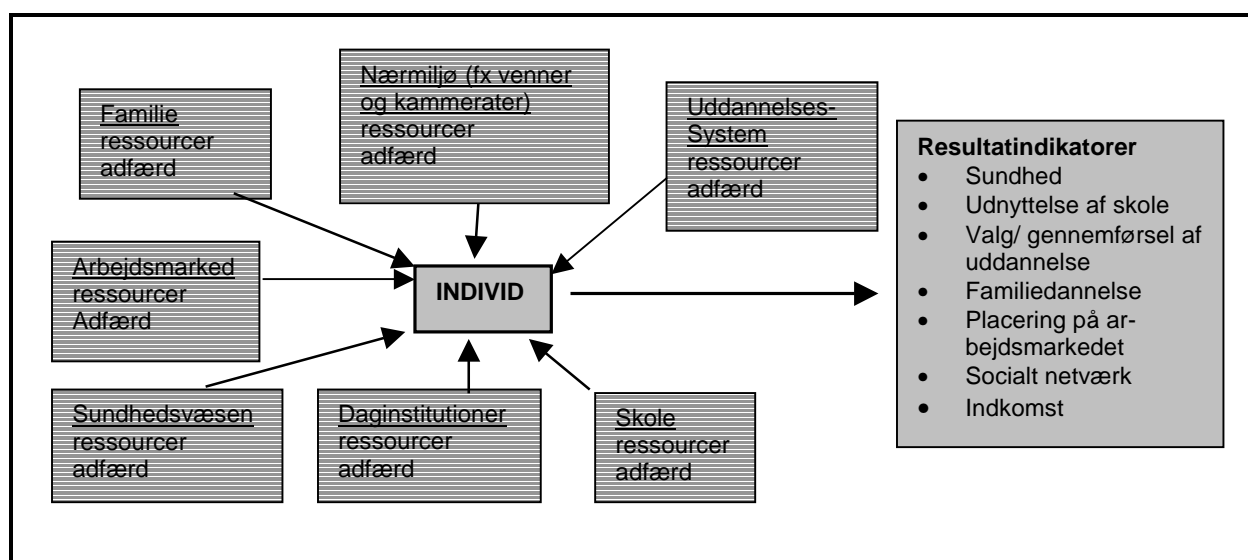 Familie
ressourcer
adfærd
Nærmiljø (fx venner
og kammerater)
ressourcer
adfærd
Uddannelses-
System
ressourcer
adfærd
Arbejdsmarked
ressourcer
Adfærd
INDIVID
Sundhedsvæsen
ressourcer
adfærd
Daginstitutioner
ressourcer
adfærd
Skole
ressourcer
adfærd
Resultatindikatorer
• Sundhed
• Udnyttelse af skole
• Valg/ gennemførsel af
uddannelse
• Familiedannelse
• Placering på ar-
bejdsmarkedet
• Socialt netværk
• Indkomst